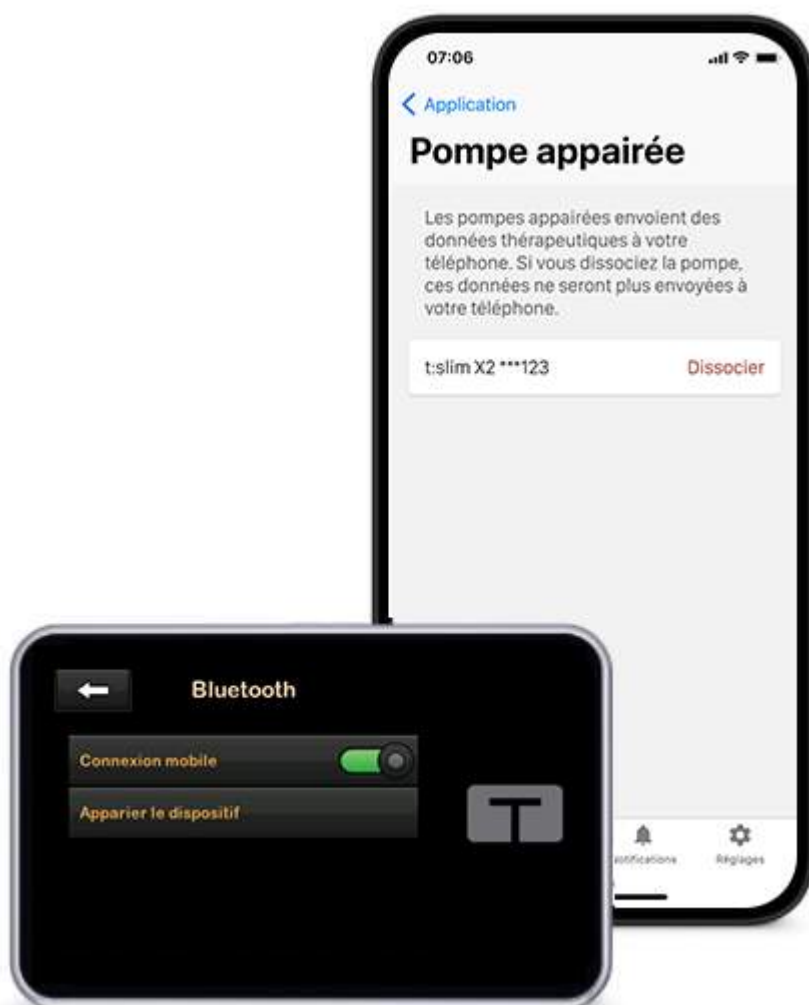 07:06
Application
Pompe appairée
Les pompes appairées envoient des
données thérapeutiques à votre
téléphone. Si vous dissociez la pompe,
ces données ne seront plus envoyées à
votre téléphone.
t:slim X2 ***123
Dissocier
Réglages
Bluetooth
Connexion mobile
Apparier le dispositif
T